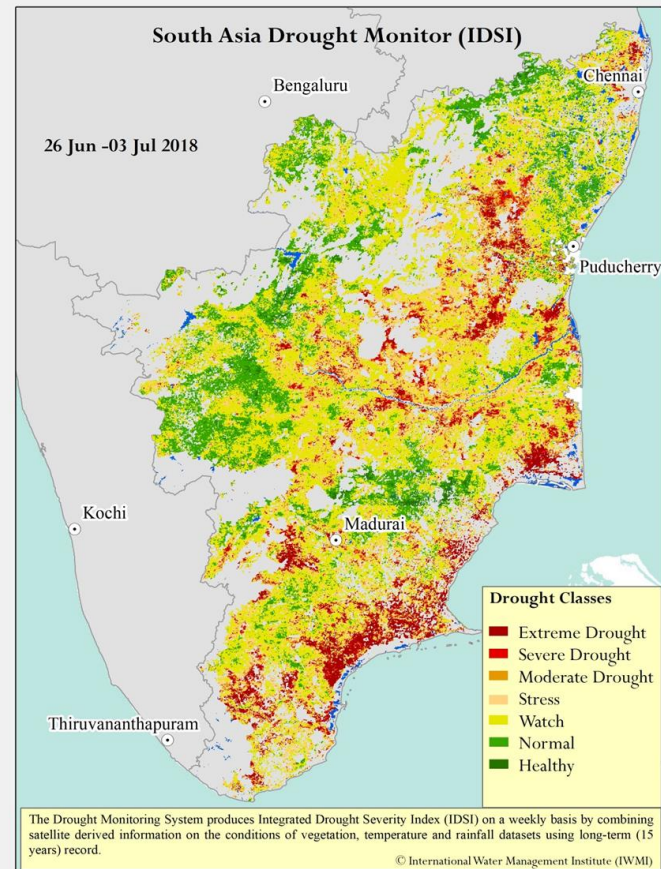 South Asia Drought Monitor (IDSI)
Chennai
Bengaluru
26 Jun -03 Jul 2018
Puducherry
Kochi
Madurai
Drought Classes
Extreme Drought
Severe Drought
Moderate Drought
Stress
Watch
Normal
Healthy
Thiruvananthapuram
The Drought Monitoring System produces Integrated Drought Severity Index (IDSI) on a weekly basis by combining
satellite derived information on the conditions of vegetation, temperature and rainfall datasets using long-term (15
years) record.
© International Water Management Institute (IWMI)